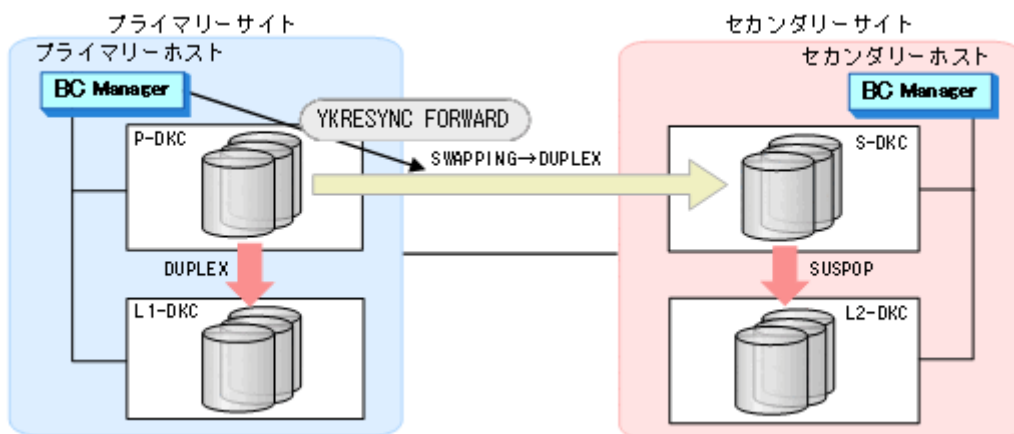 プライマリーサイト
セカンダリーサイト
プライマリーホスト
セカンダリーホスト
BC Manager
BC Manager
YKRESYNC FORWARD
P-DKC
S-DKC
SWAPPING→DUPLEX
DUPLEX
SUSPOP
L1-DKC
L2-DKC